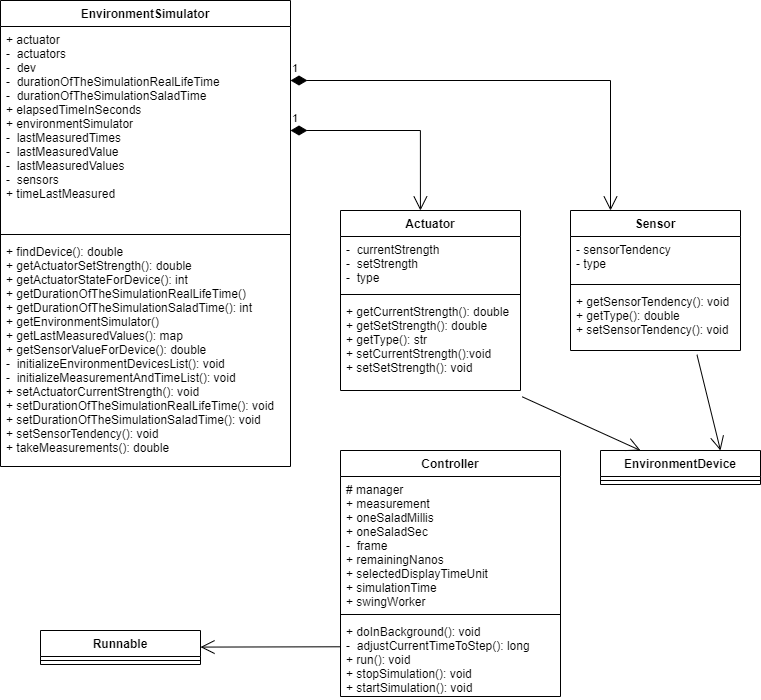 EnvironmentSimulator
+ actuator
- actuators
- dev
- durationOfTheSimulationRealLifeTime
- durationOfTheSimulationSaladTime
+ elapsedTimeInSeconds
+ environmentSimulator
- lastMeasuredTimes
- lastMeasuredValue
- lastMeasuredValues
- sensors
+ timeLastMeasured
+ findDevice(): double
+ getActuatorSetStrength(): double
+ getActuatorStateForDevice(): int
+ getDurationOfTheSimulationRealLifeTime()
+ getDurationOfTheSimulationSaladTime(): int
+ getEnvironmentSimulator()
+ getLastMeasuredValues(): map
+ getSensorValueForDevice(): double
- initializeEnvironmentDevicesList(): void
- initializeMeasurementAndTimeList(): void
+ setActuatorCurrentStrength(): void
+ setDurationOfTheSimulationRealLifeTime(): void
+ setDurationOfTheSimulationSaladTime(): void
+ setSensorTendency(): void
+ takeMeasurements(): double
1
1
Actuator
- currentStrength
- setStrength
- type
+ getCurrentStrength(): double
+ getSetStrength(): double
+ getType(): str
+ setCurrentStrength():void
+ setSetStrength(): void
Sensor
- sensorTendency
- type
+ getSensorTendency(): void
+ getType(): double
+ setSensorTendency(): void
EnvironmentDevice
Controller
# manager
+ measurement
+ oneSaladMillis
+ oneSaladSec
- frame
+ remainingNanos
+ selectedDisplayTimeUnit
+ simulationTime
+ swingWorker
+ doInBackground(): void
- adjustCurrentTimeToStep(): long
+ run(): void
+ stopSimulation(): void
+ startSimulation(): void
Runnable